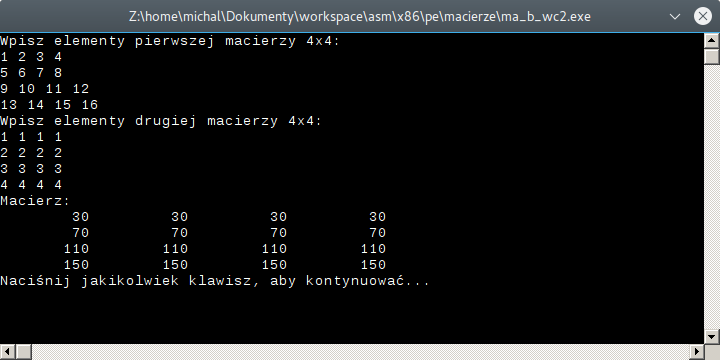 Z:\home\michal\Dokumenty\workspace\asm\x86\pe\macierze\ma_b_wc2.exe
Wpisz elementy pierwszej macierzy 4x4:
1 2 3 4
5 6 7 8
9 10 11 12
13 14 15 16
Wpisz elementy drugiej macierzy 4x4:
1 1 1 1
2 2 2 2
3 3 3 3
4 4 4 4
Macierz:
30 30 30 30
70 70 70 70
110 110 110 110
150 150 150 150
Naciśnij jakikolwiek klawisz, aby kontynuować...